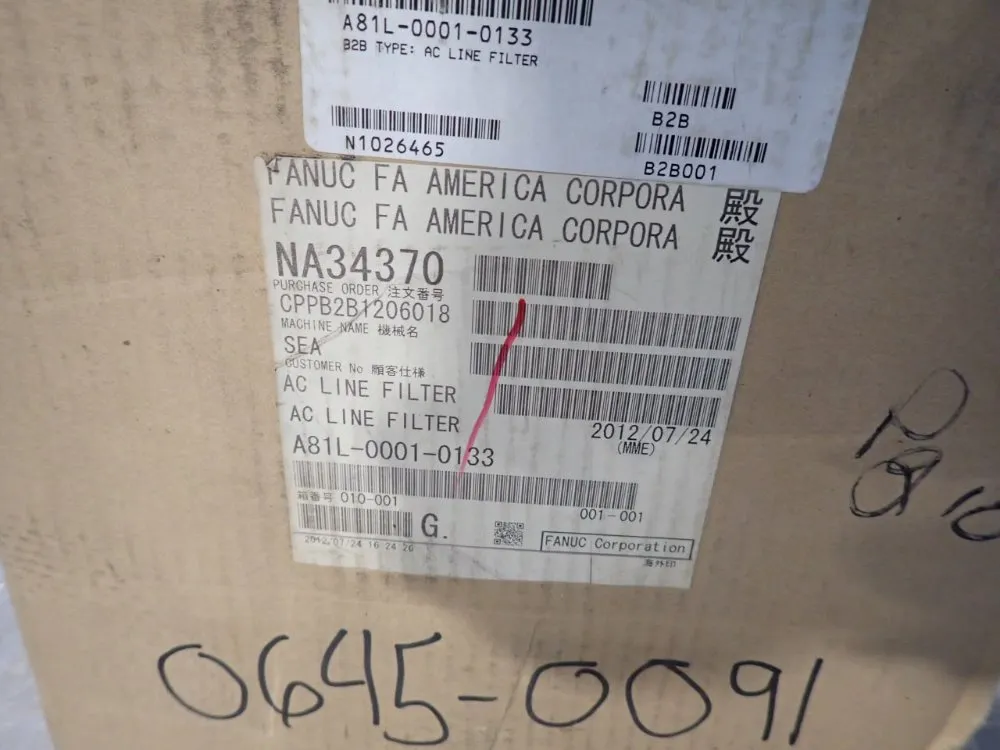 A81L-0001-0133
B2B TYPE: AC LINE FILTER
B2B
N1026465
B2B001
FANUC FA AMERICA CORPORA 殿
FANUC FA AMERICA CORPORA 殿
NA34370
PURCHASE ORDER 注文番号
CPPB2B1206018
MACHINE NAME 機械名
SEA
CUSTOMER No 顧客仕様
AC LINE FILTER
AC LINE FILTER
2012/07/24
(MME)
A81L-0001-0133
箱番号 010-001
001-001
G.
FANUC Corporation
2012/07/24 16 24 20
海外印
0645-0091